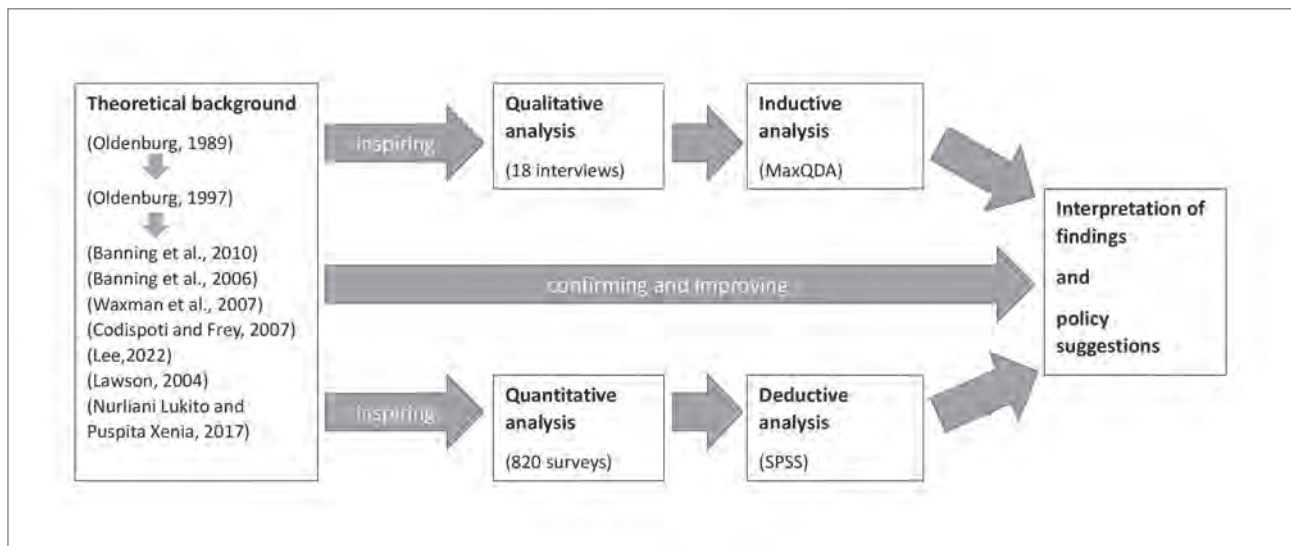 Theoretical background
(Oldenburg, 1989)
(Oldenburg, 1997)
(Banning et al., 2010)
(Banning et al., 2006)
(Waxman et al., 2007)
(Codispoti and Frey, 2007)
(Lee,2022)
(Lawson, 2004)
(Nurliani Lukito and
Puspita Xenia, 2017)
inspiring
Qualitative
analysis
(18 interviews)
Inductive
analysis
(MaxQDA)
confirming and improving
inspiring
Quantitative
analysis
(820 surveys)
Deductive
analysis
(SPSS)
Interpretation of
findings
and
policy
suggestions